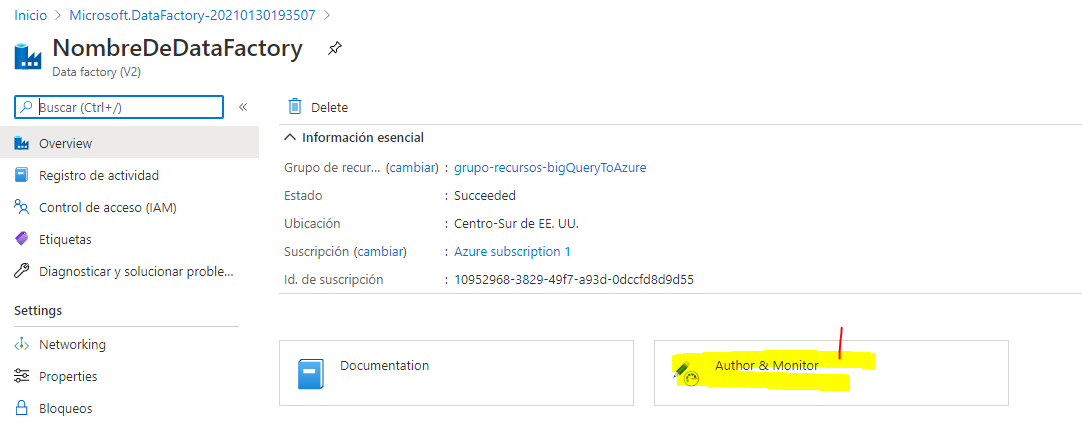 Inicio > Microsoft.DataFactory-20210130193507 >
NombreDeDataFactory
Data factory (V2)
Buscar (Ctrl+/)
«
Overview
Registro de actividad
Control de acceso (IAM)
Etiquetas
Diagnosticar y solucionar proble...
Settings
Networking
Properties
Bloqueos
Delete
Información esencial
Grupo de recur... (cambiar) : grupo-recursos-bigQueryToAzure
Estado : Succeeded
Ubicación : Centro-Sur de EE. UU.
Suscripción (cambiar) : Azure subscription 1
Id. de suscripción : 10952968-3829-49f7-a93d-0dccfd8d9d55
Documentation
Author & Monitor